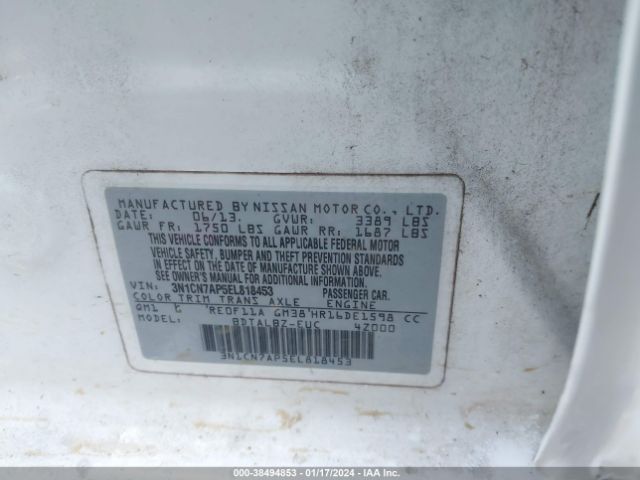 MANUFACTURED BY NISSAN MOTOR CO., LTD.
DATE: 06/13. GVWR: 3389 LBS
GAWR FR: 1750 LBS GAWR RR: 1687 LBS
THIS VEHICLE CONFORMS TO ALL APPLICABLE FEDERAL MOTOR
VEHICLE SAFETY, BUMPER AND THEFT PREVENTION STANDARDS
IN EFFECT ON THE DATE OF MANUFACTURE SHOWN ABOVE.
SEE OWNER'S MANUAL FOR ADDITIONAL INFORMATION.
VIN: 3N1CN7AP5EL818453 PASSENGER CAR.
COLOR TRIM TRANS AXLE ENGINE
QM1 G 'RE0F11A GM38'HR16DE1598 CC
MODEL: BDTALBZ-EUC 4Z000
3N1CN7AP5EL818453
000-38494853 - 01/17/2024 - IAA Inc.